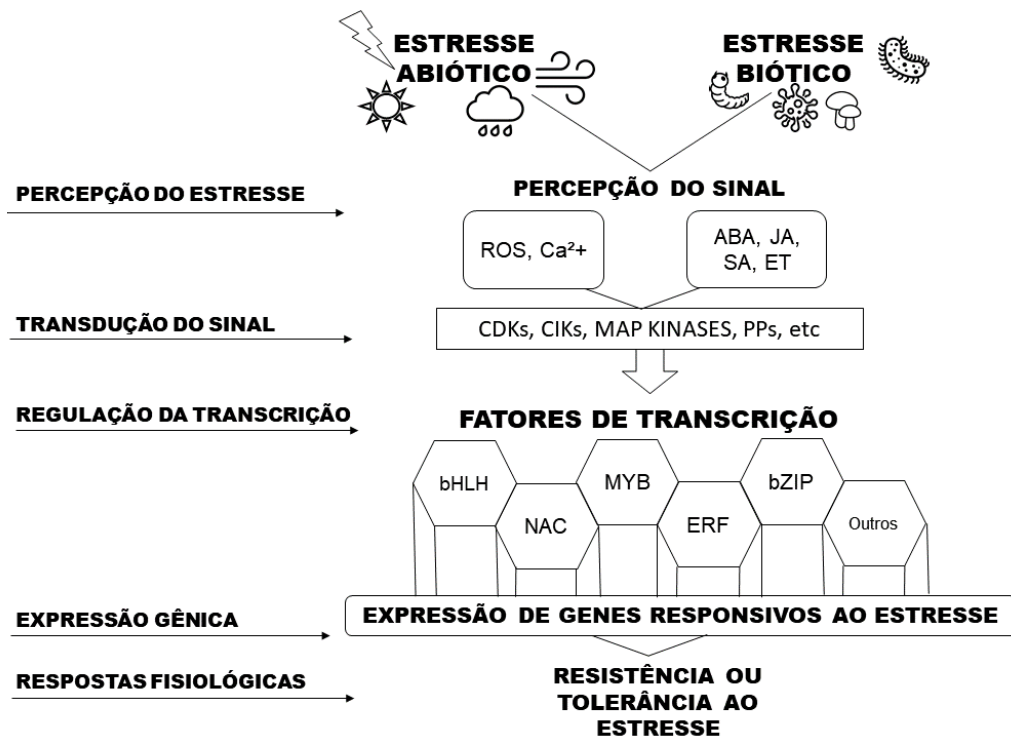 ESTRESSE
ABIÓTICO
ESTRESSE
BIÓTICO
PERCEPÇÃO DO ESTRESSE
PERCEPÇÃO DO SINAL
ROS, Ca²+
ABA, JA,
SA, ET
TRANSDUÇÃO DO SINAL
CDKs, CIKs, MAP KINASES, PPs, etc
REGULAÇÃO DA TRANSCRIÇÃO
FATORES DE TRANSCRIÇÃO
bHLH
NAC
MYB
ERF
bZIP
Outros
EXPRESSÃO GÊNICA
EXPRESSÃO DE GENES RESPONSIVOS AO ESTRESSE
RESPOSTAS FISIOLÓGICAS
RESISTÊNCIA OU
TOLERÂNCIA AO
ESTRESSE